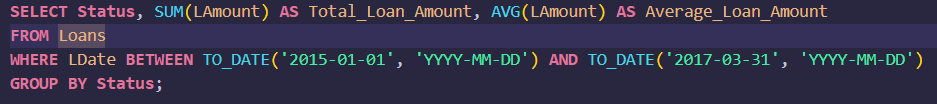 SELECT Status, SUM(LAmount) AS Total_Loan_Amount, AVG(LAmount) AS Average_Loan_Amount
FROM Loans
WHERE LDate BETWEEN TO_DATE('2015-01-01', 'YYYY-MM-DD') AND TO_DATE('2017-03-31', 'YYYY-MM-DD')
GROUP BY Status;